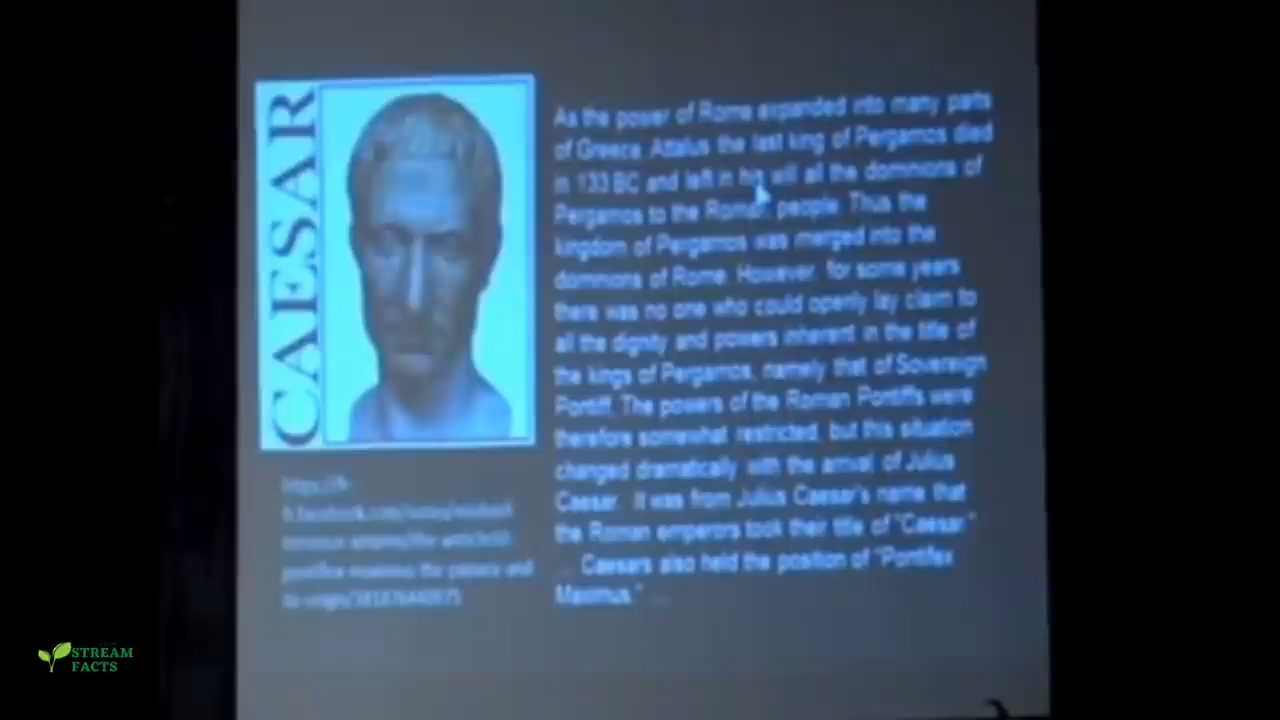 CAESAR
As the power of Rome expanded into many parts
of Greece, Attalus the last king of Pergamos died
in 133 BC and left in his will all the dominions of
Pergamos to the Roman people. Thus the
kingdom of Pergamos was merged into the
dominions of Rome. However, for some years
there was no one who could openly lay claim to
all the dignity and powers inherent in the title of
the kings of Pergamos, namely that of Sovereign
Pontiff. The powers of the Roman Pontiffs were
therefore somewhat restricted, but this situation
changed dramatically with the arrival of Julius
Caesar. It was from Julius Caesar's name that
the Roman emperors took their title of "Caesar."
... Caesars also held the position of "Pontifex
Maximus." ...
STREAM
FACTS